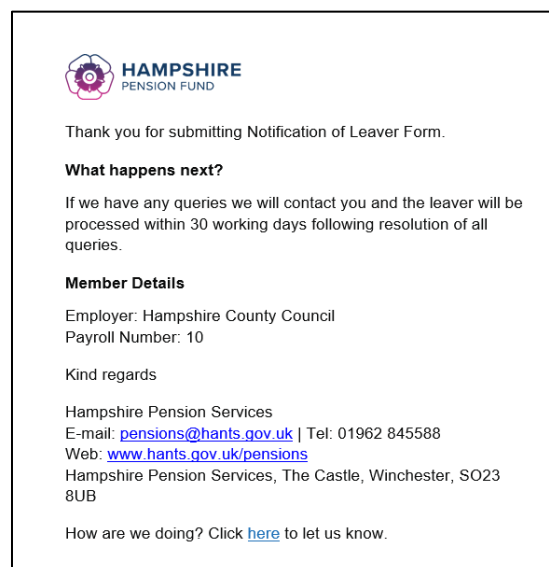 HAMPSHIRE
PENSION FUND
Thank you for submitting Notification of Leaver Form.
What happens next?
If we have any queries we will contact you and the leaver will be
processed within 30 working days following resolution of all
queries.
Member Details
Employer: Hampshire County Council
Payroll Number: 10
Kind regards
Hampshire Pension Services
E-mail: pensions@hants.gov.uk | Tel: 01962 845588
Web: www.hants.gov.uk/pensions
Hampshire Pension Services, The Castle, Winchester, SO23
8UB
How are we doing? Click here to let us know.